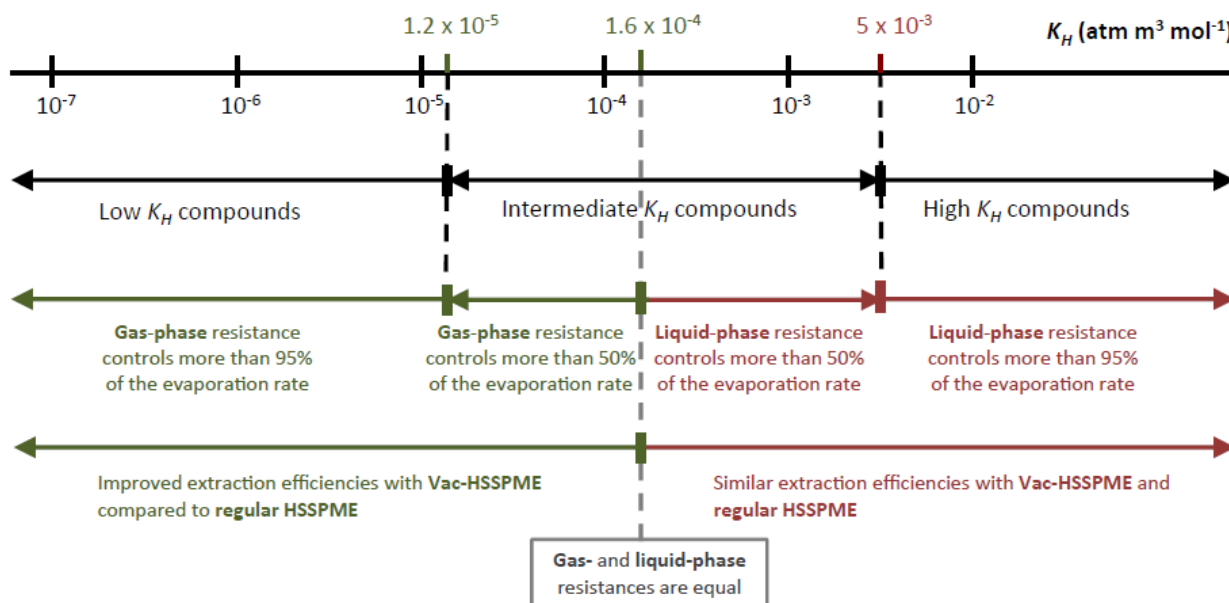 1.2 x 10⁻⁵ 1.6 x 10⁻⁴ 5 x 10⁻³ K_H (atm m³ mol⁻¹)
10⁻⁷ 10⁻⁶ 10⁻⁵ 10⁻⁴ 10⁻³ 10⁻²
Low K_H compounds
Intermediate K_H compounds
High K_H compounds
Gas-phase resistance
controls more than 95%
of the evaporation rate
Gas-phase resistance
controls more than 50%
of the evaporation rate
Liquid-phase resistance
controls more than 50%
of the evaporation rate
Liquid-phase resistance
controls more than 95%
of the evaporation rate
Improved extraction efficiencies with Vac-HSSPME
compared to regular HSSPME
Similar extraction efficiencies with Vac-HSSPME and
regular HSSPME
Gas- and liquid-phase
resistances are equal